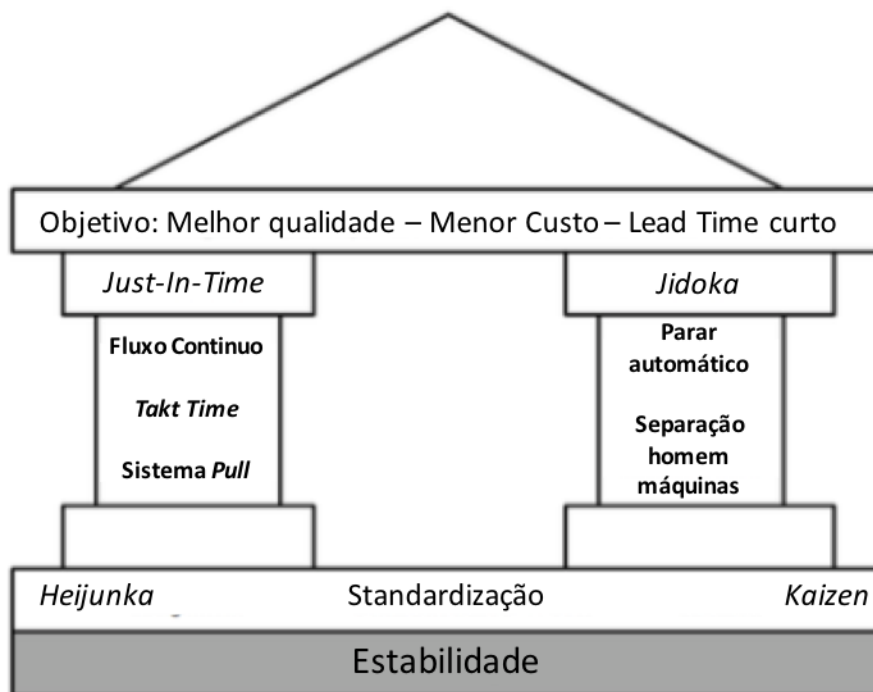 Objetivo: Melhor qualidade – Menor Custo – Lead Time curto
Just-In-Time
Fluxo Continuo
Takt Time
Sistema Pull
Jidoka
Parar
automático
Separação
homem
máquinas
Heijunka Standardização Kaizen
Estabilidade